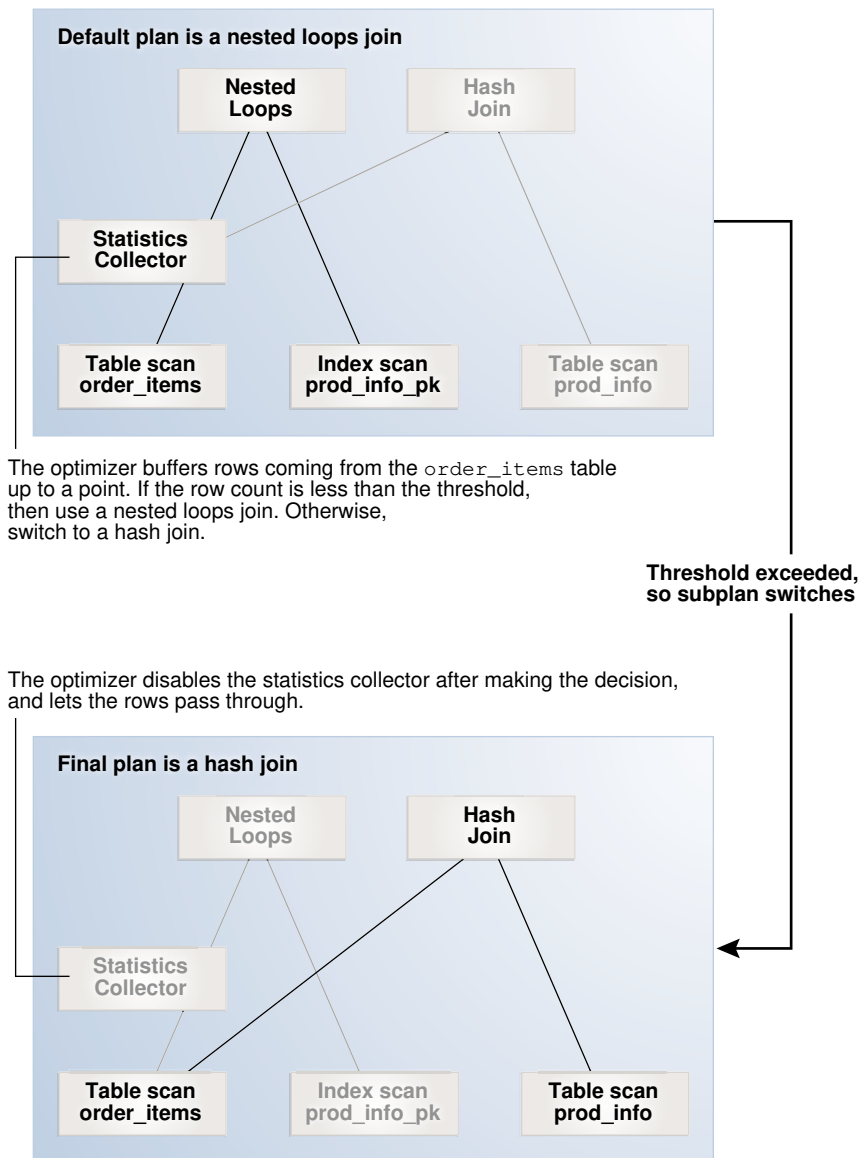 Default plan is a nested loops join
Nested
Loops
Hash
Join
Statistics
Collector
Table scan
order_items
Index scan
prod_info_pk
Table scan
prod_info
The optimizer buffers rows coming from the order_items table
up to a point. If the row count is less than the threshold,
then use a nested loops join. Otherwise,
switch to a hash join.
Threshold exceeded,
so subplan switches
The optimizer disables the statistics collector after making the decision,
and lets the rows pass through.
Final plan is a hash join
Nested
Loops
Hash
Join
Statistics
Collector
Table scan
order_items
Index scan
prod_info_pk
Table scan
prod_info